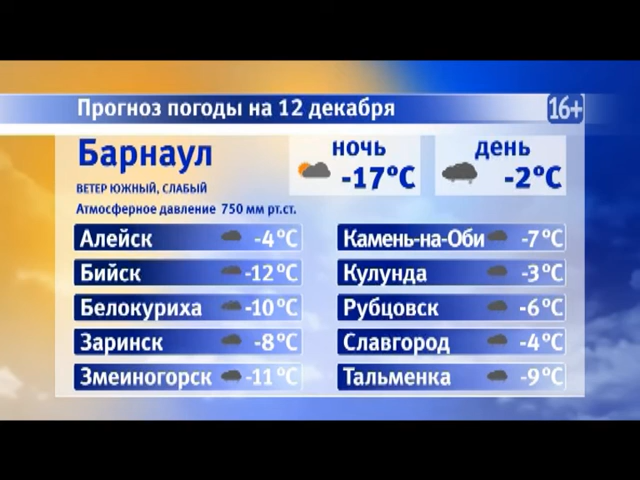 Прогноз погоды на 12 декабря 16+
Барнаул
ВЕТЕР ЮЖНЫЙ, СЛАБЫЙ
Атмосферное давление 750 мм рт.ст.
ночь
-17°C
день
-2°C
Алейск -4°C
Бийск -12°C
Белокуриха -10°C
Заринск -8°C
Змеиногорск -11°C
Камень-на-Оби -7°C
Кулунда -3°C
Рубцовск -6°C
Славгород -4°C
Тальменка -9°C